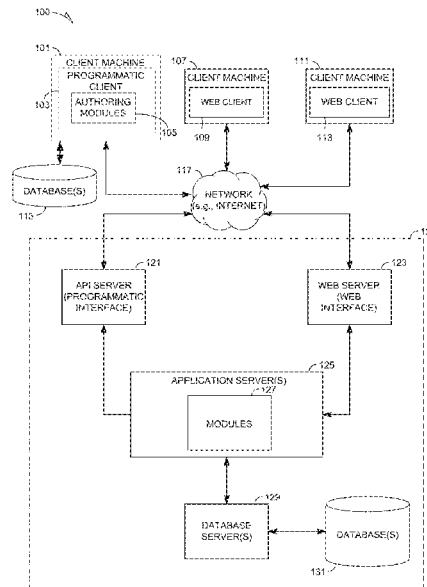 100
101
CLIENT MACHINE
PROGRAMMATIC
CLIENT
103
AUTHORING
MODULES
105
107
CLIENT MACHINE
WEB CLIENT
109
111
CLIENT MACHINE
WEB CLIENT
113
DATABASE(S)
113
117
NETWORK
(e.g., INTERNET)
121
API SERVER
(PROGRAMMATIC
INTERFACE)
123
WEB SERVER
(WEB
INTERFACE)
125
APPLICATION SERVER(S)
127
MODULES
129
DATABASE
SERVER(S)
DATABASE(S)
131